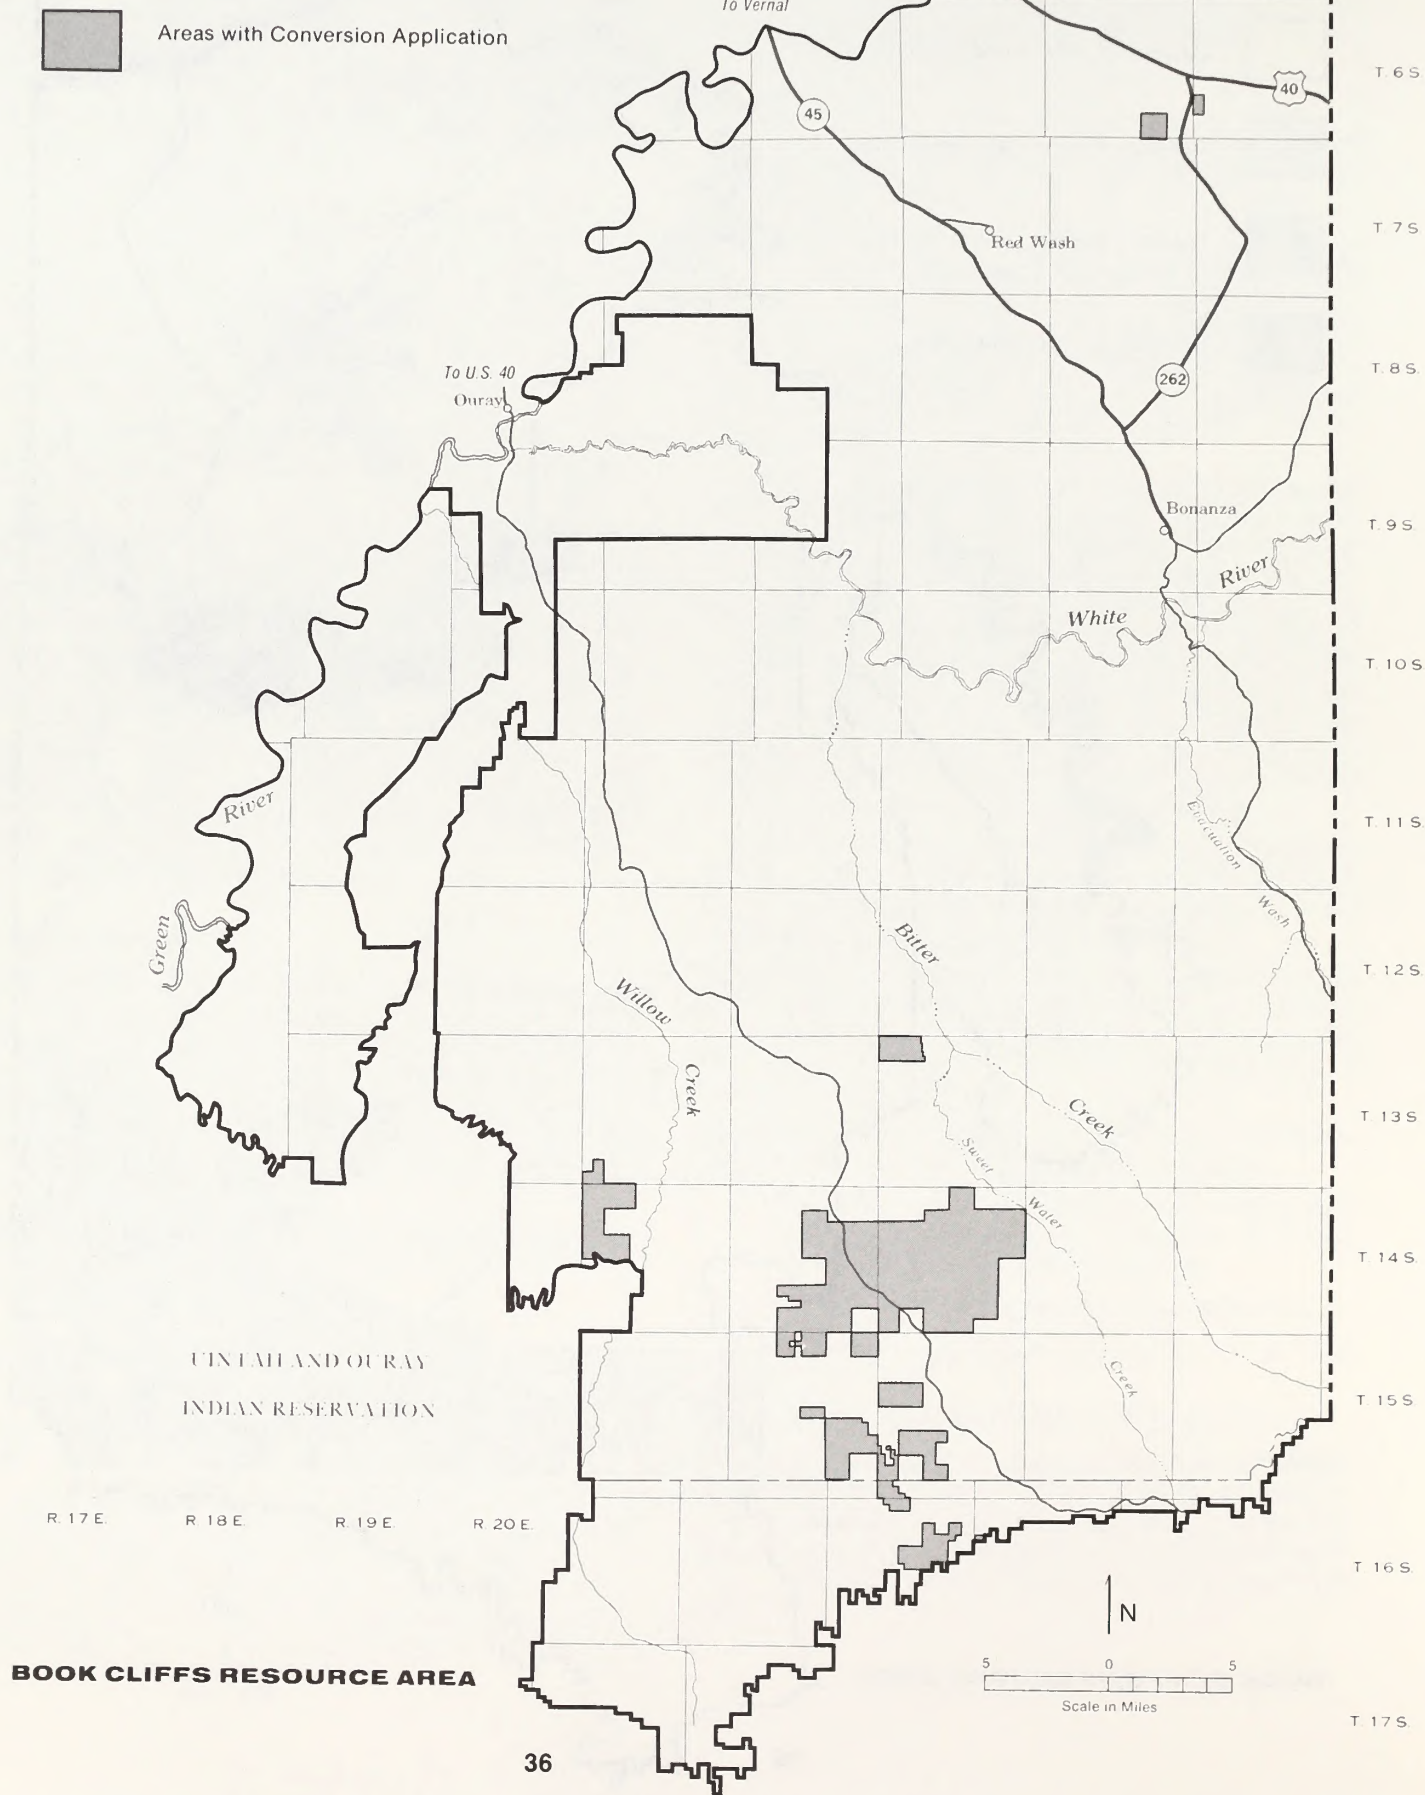 To Vernal
Areas with Conversion Application
T. 6 S.
40
45
T. 7 S
Red Wash
To U.S. 40
Ouray
262
T. 8 S.
Bonanza
T. 9 S.
River
White
T. 10 S
River
T. 11 S.
Evacuation
Wash
Green
Bitter
T. 12 S.
Willow
Creek
Creek
T. 13 S
Sweet
Water
T. 14 S.
UINTAH AND OURAY
INDIAN RESERVATION
Creek
T. 15 S
R. 17 E.
R. 18 E.
R. 19 E.
R. 20 E.
T. 16 S.
N
BOOK CLIFFS RESOURCE AREA
5 0 5
Scale in Miles
T. 17 S.
36